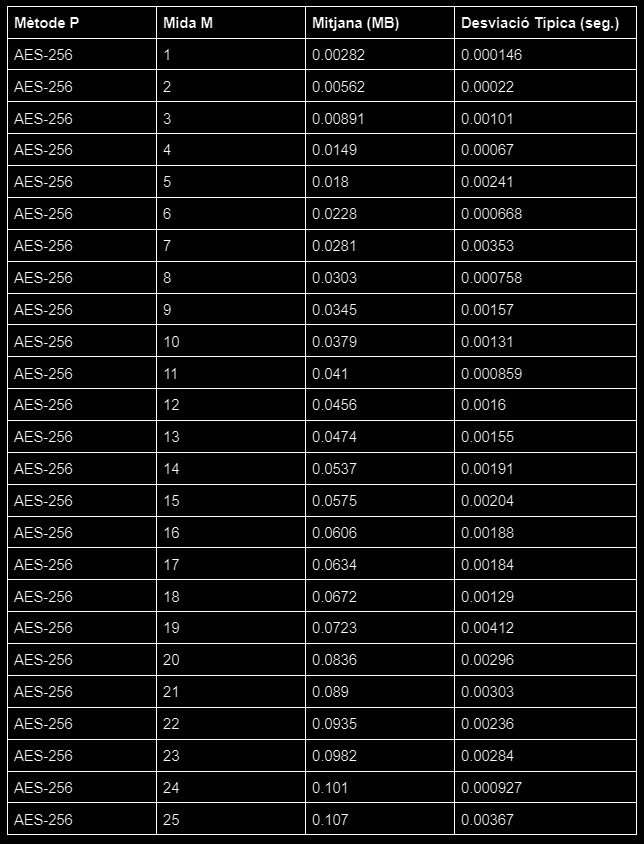 Mètode P Mida M Mitjana (MB) Desviació Típica (seg.)
AES-256 1 0.00282 0.000146
AES-256 2 0.00562 0.00022
AES-256 3 0.00891 0.00101
AES-256 4 0.0149 0.00067
AES-256 5 0.018 0.00241
AES-256 6 0.0228 0.000668
AES-256 7 0.0281 0.00353
AES-256 8 0.0303 0.000758
AES-256 9 0.0345 0.00157
AES-256 10 0.0379 0.00131
AES-256 11 0.041 0.000859
AES-256 12 0.0456 0.0016
AES-256 13 0.0474 0.00155
AES-256 14 0.0537 0.00191
AES-256 15 0.0575 0.00204
AES-256 16 0.0606 0.00188
AES-256 17 0.0634 0.00184
AES-256 18 0.0672 0.00129
AES-256 19 0.0723 0.00412
AES-256 20 0.0836 0.00296
AES-256 21 0.089 0.00303
AES-256 22 0.0935 0.00236
AES-256 23 0.0982 0.00284
AES-256 24 0.101 0.000927
AES-256 25 0.107 0.00367